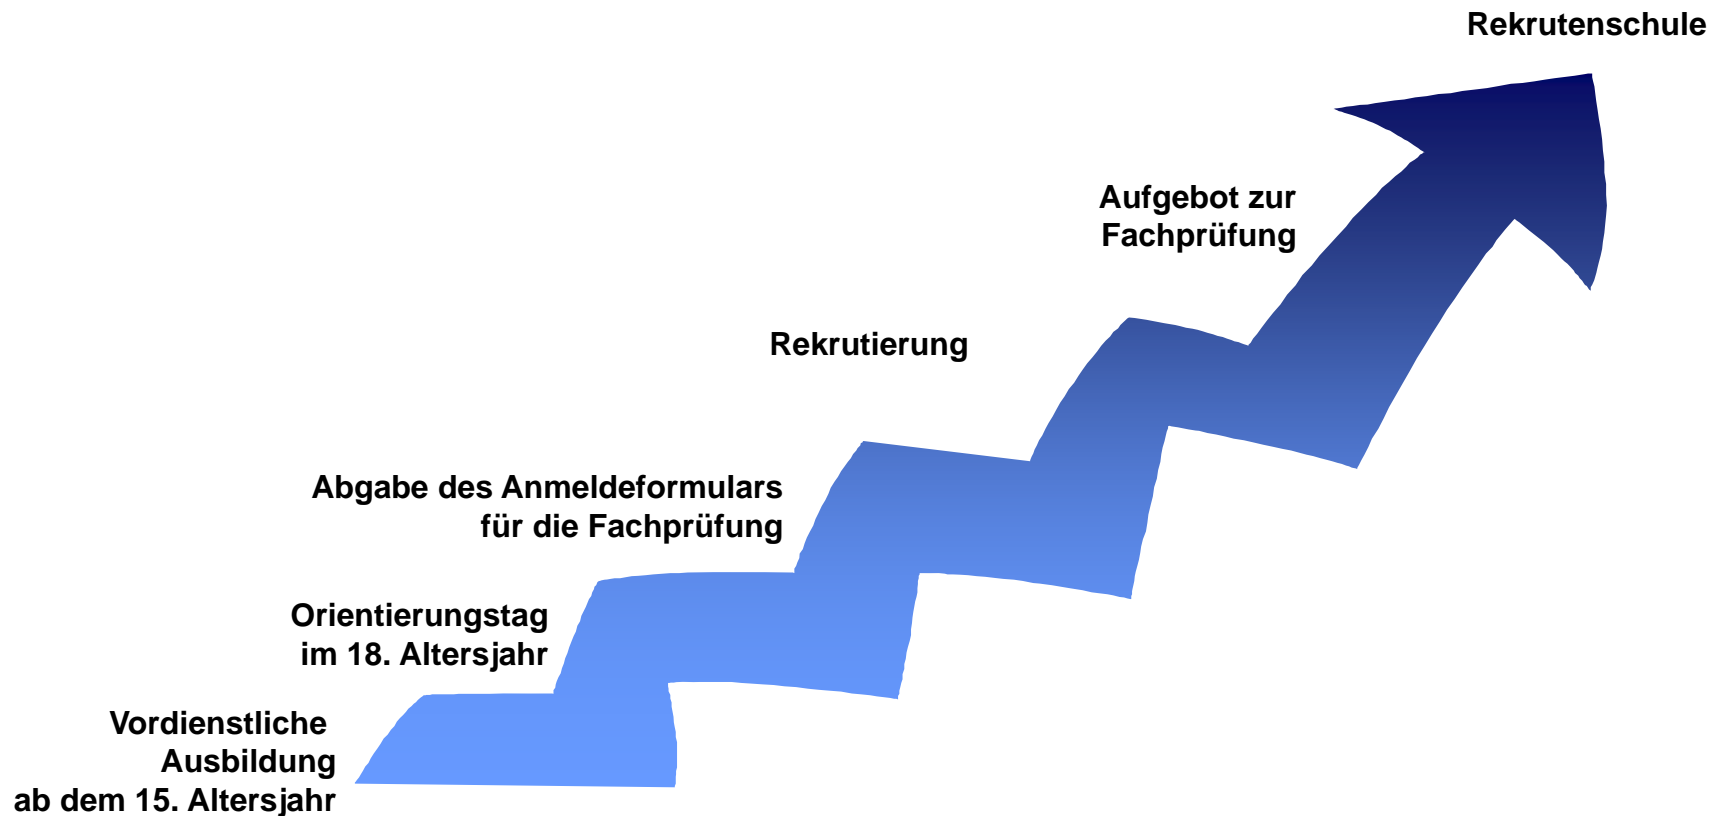 Rekrutenschule
Aufgebot zur
Fachprüfung
Rekrutierung
Abgabe des Anmeldeformulars
für die Fachprüfung
Orientierungstag
im 18. Altersjahr
Vordienstliche
Ausbildung
ab dem 15. Altersjahr